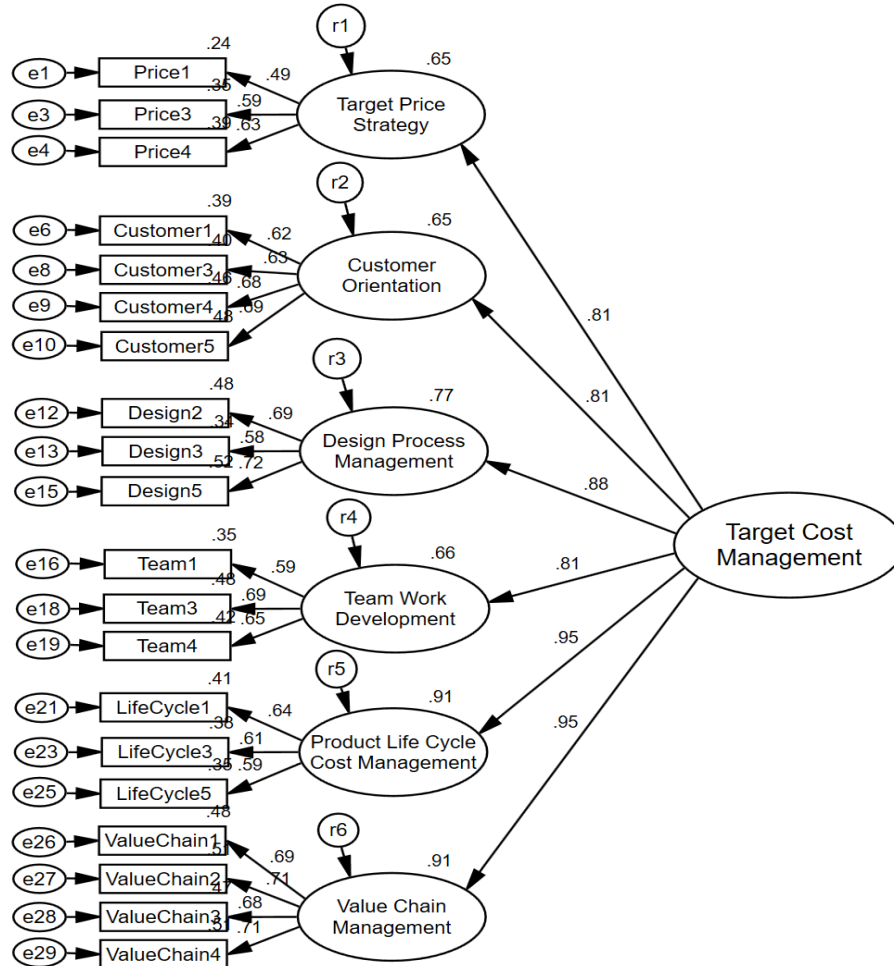 r1
.24
.65
e1
Price1
.49
.35
e3
Price3
.59
Target Price
Strategy
.39
.63
e4
Price4
r2
.39
.65
e6
Customer1
.62
.40
e8
Customer3
.63
Customer
Orientation
.46
.68
e9
Customer4
.48
.69
e10
Customer5
.81
r3
.81
.48
.77
e12
Design2
.69
.34
e13
Design3
.58
Design Process
Management
.52
.72
e15
Design5
.88
r4
Target Cost
Management
.35
.66
.81
e16
Team1
.59
.48
e18
Team3
.69
Team Work
Development
.42
.65
e19
Team4
r5
.95
.41
.91
e21
LifeCycle1
.64
.38
e23
LifeCycle3
.61
Product Life Cycle
Cost Management
.35
.59
e25
LifeCycle5
.95
r6
.48
.91
e26
ValueChain1
.69
.51
e27
ValueChain2
.71
.47
e28
ValueChain3
.68
Value Chain
Management
.51
.71
e29
ValueChain4